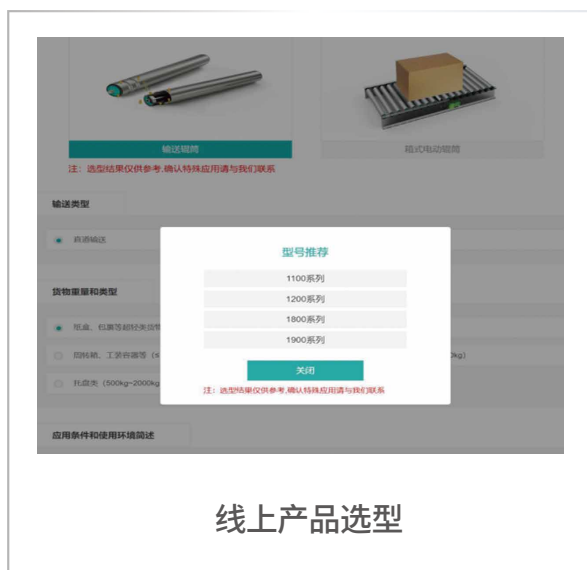 输送辊筒
箱式电动辊筒
注：选型结果仅供参考,确认特殊应用请与我们联系
输送类型
直道输送
型号推荐
1100系列
1200系列
1800系列
1900系列
关闭
注：选型结果仅供参考,确认特殊应用请与我们联系
货物重量和类型
纸盒、包裹等超轻类货物
周转箱、工装容器等（≤
kg）
托盘类（500kg~2000kg
应用条件和使用环境简述
线上产品选型